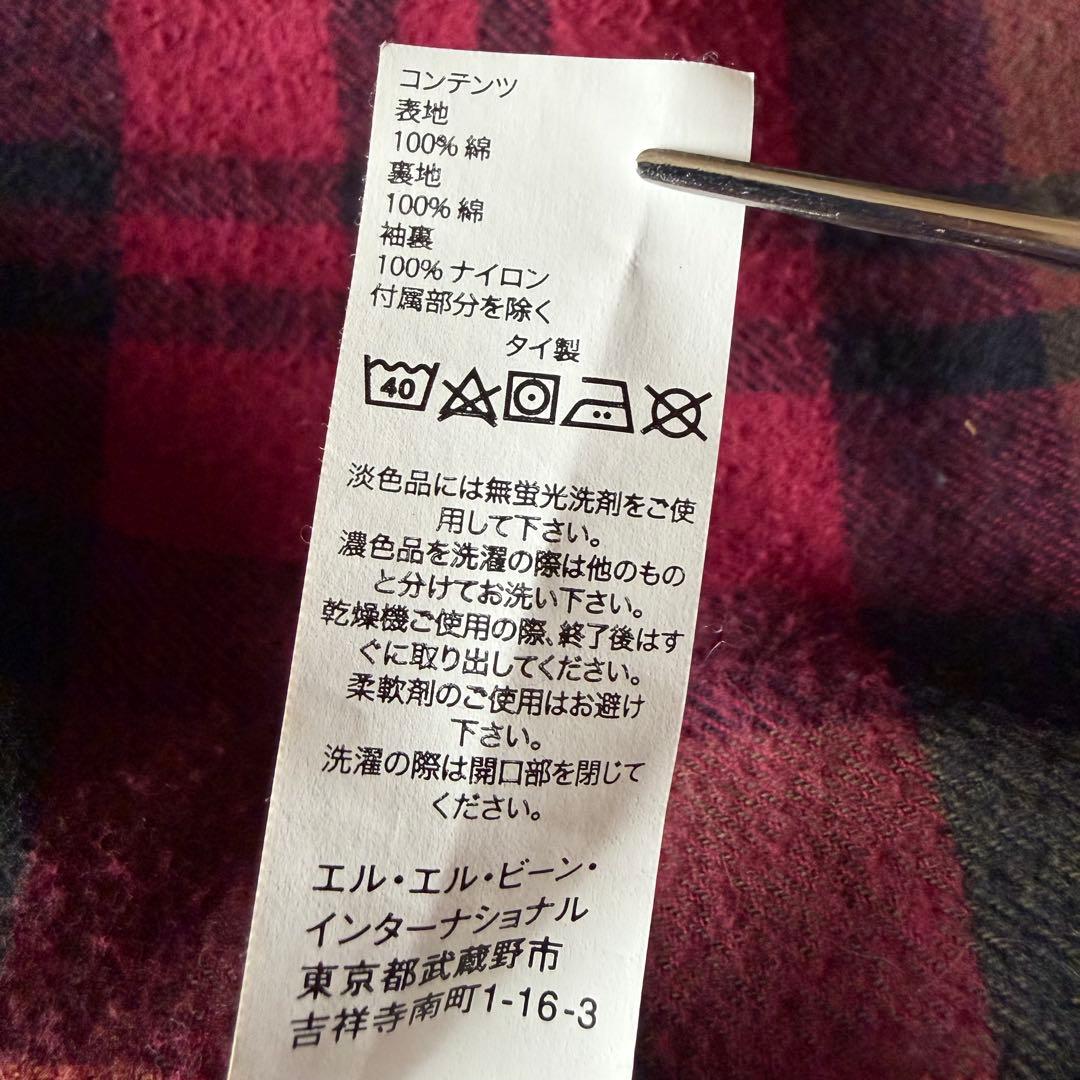 コンテンツ
表地
100% 綿
裏地
100% 綿
袖裏
100% ナイロン
付属部分を除く
タイ製
40
淡色品には無蛍光洗剤をご使
用して下さい。
濃色品を洗濯の際は他のもの
と分けてお洗い下さい。
乾燥機ご使用の際、終了後はす
ぐに取り出してください。
柔軟剤のご使用はお避け
下さい。
洗濯の際は開口部を閉じて
ください。
エル・エル・ビーン・
インターナショナル
東京都武蔵野市
吉祥寺南町1-16-3